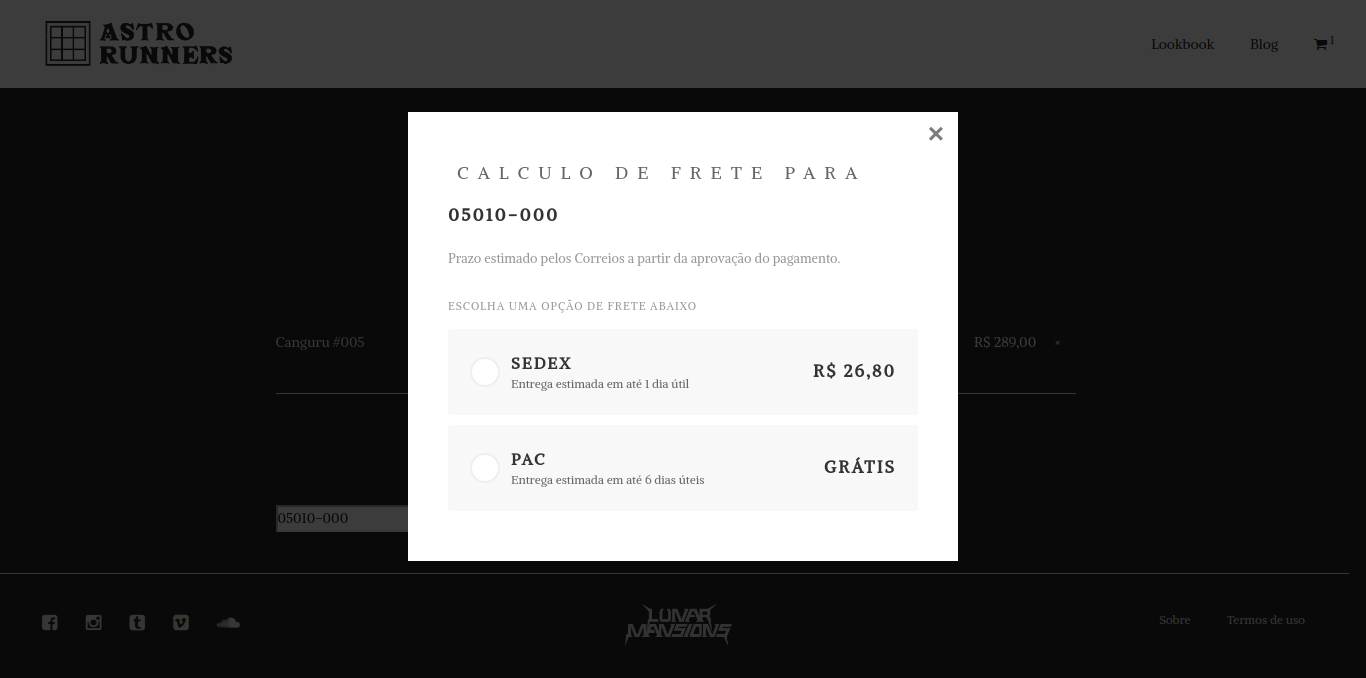 ASTRO
RUNNERS
Lookbook Blog 1
×
CALCULO DE FRETE PARA
05010-000
Prazo estimado pelos Correios a partir da aprovação do pagamento.
ESCOLHA UMA OPÇÃO DE FRETE ABAIXO
Canguru #005
R$ 289,00 ×
SEDEX
R$ 26,80
Entrega estimada em até 1 dia útil
PAC
GRÁTIS
Entrega estimada em até 6 dias úteis
05010-000
LUNAR
MANSIONS
Sobre Termos de uso